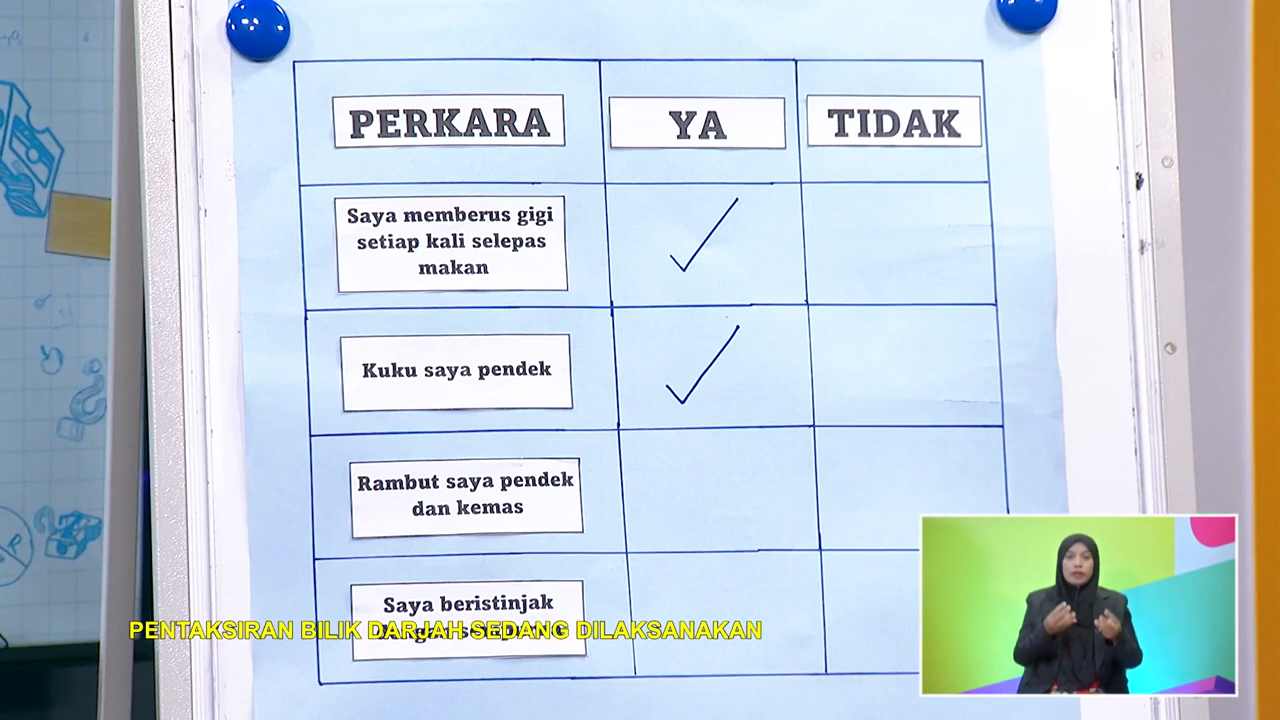 PERKARA
YA
TIDAK
Saya memberus gigi
setiap kali selepas
makan
Kuku saya pendek
Rambut saya pendek
dan kemas
Saya beristinjak
PENTAKSIRAN BILIK DARJAH SEDANG DILAKSANAKAN